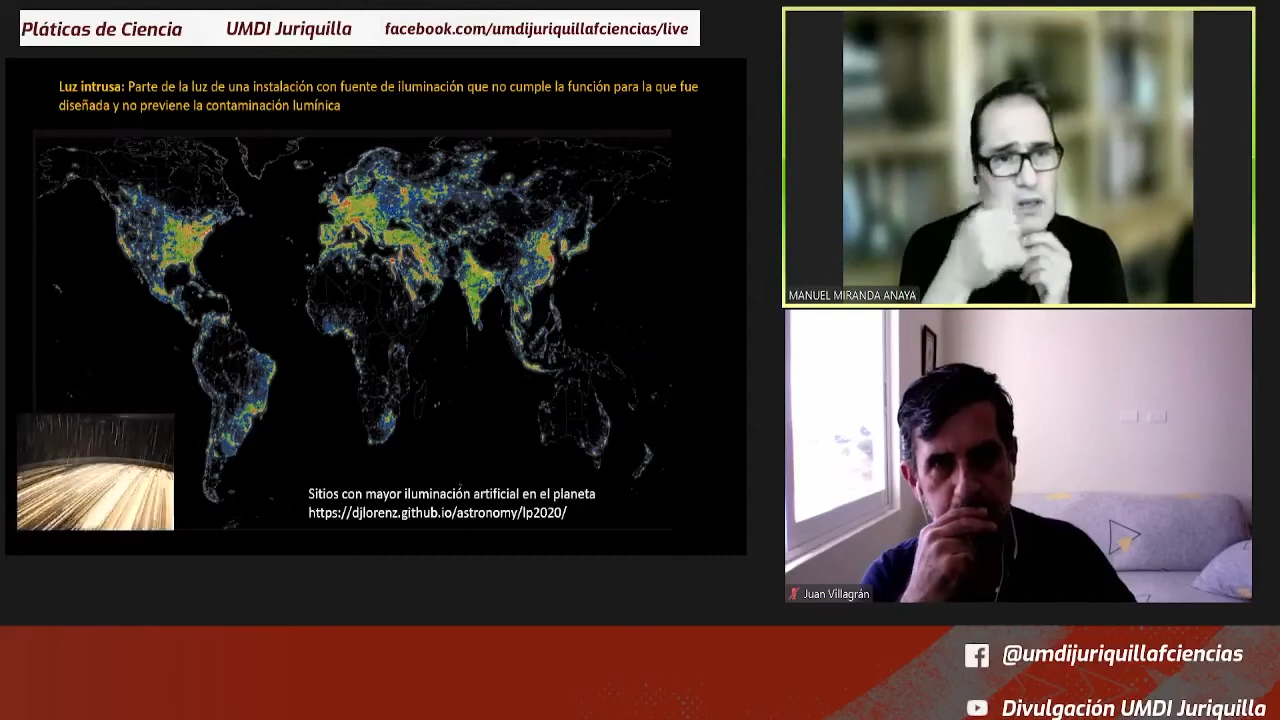 Pláticas de Ciencia UMDI Juriquilla facebook.com/umdijuriquillafciencias/live
Luz intrusa: Parte de la luz de una instalación con fuente de iluminación que no cumple la función para la que fue
diseñada y no previene la contaminación lumínica
Sitios con mayor iluminación artificial en el planeta
https://djlorenz.github.io/astronomy/lp2020/
MANUEL MIRANDA ANAYA
Juan Villagrán
@umdijuriquillafciencias
Divulgación UMDI Juriquilla